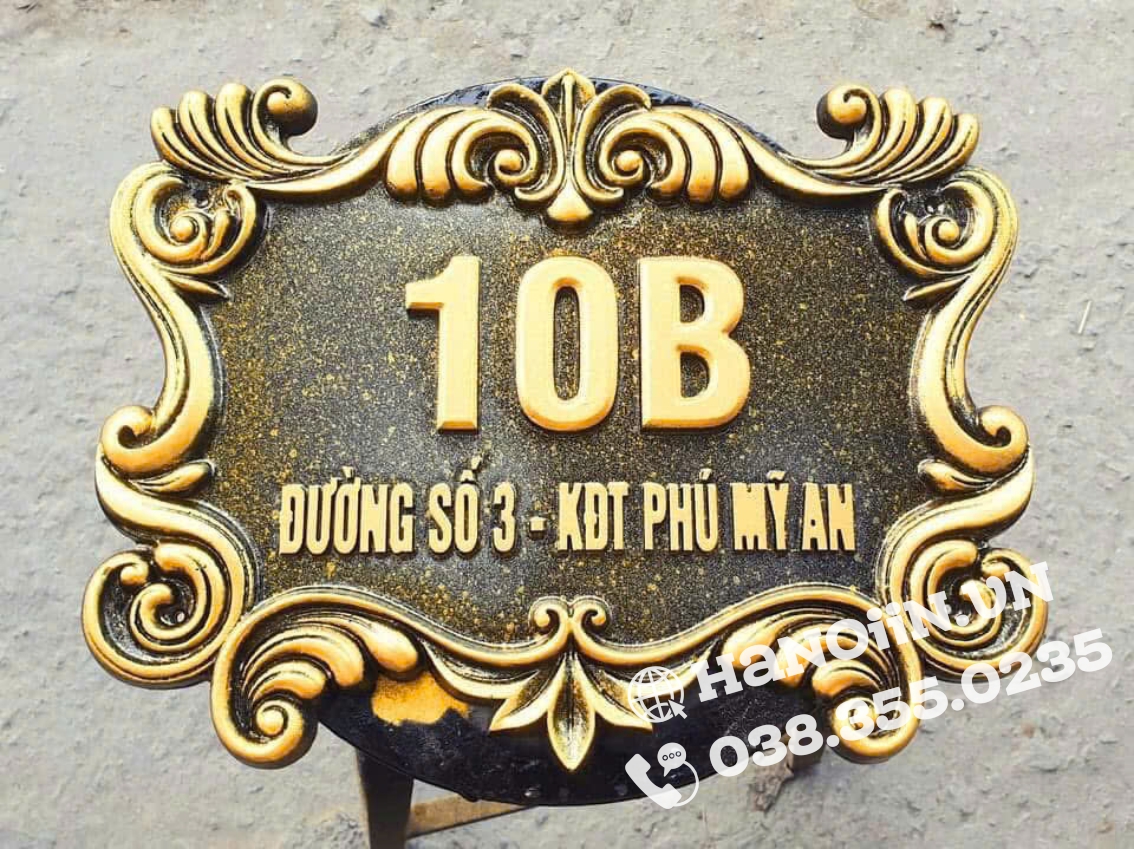 10B
ĐƯỜNG SỐ 3 - KĐT PHÚ MỸ AN
HaNOiiN.VN
038.355.0235